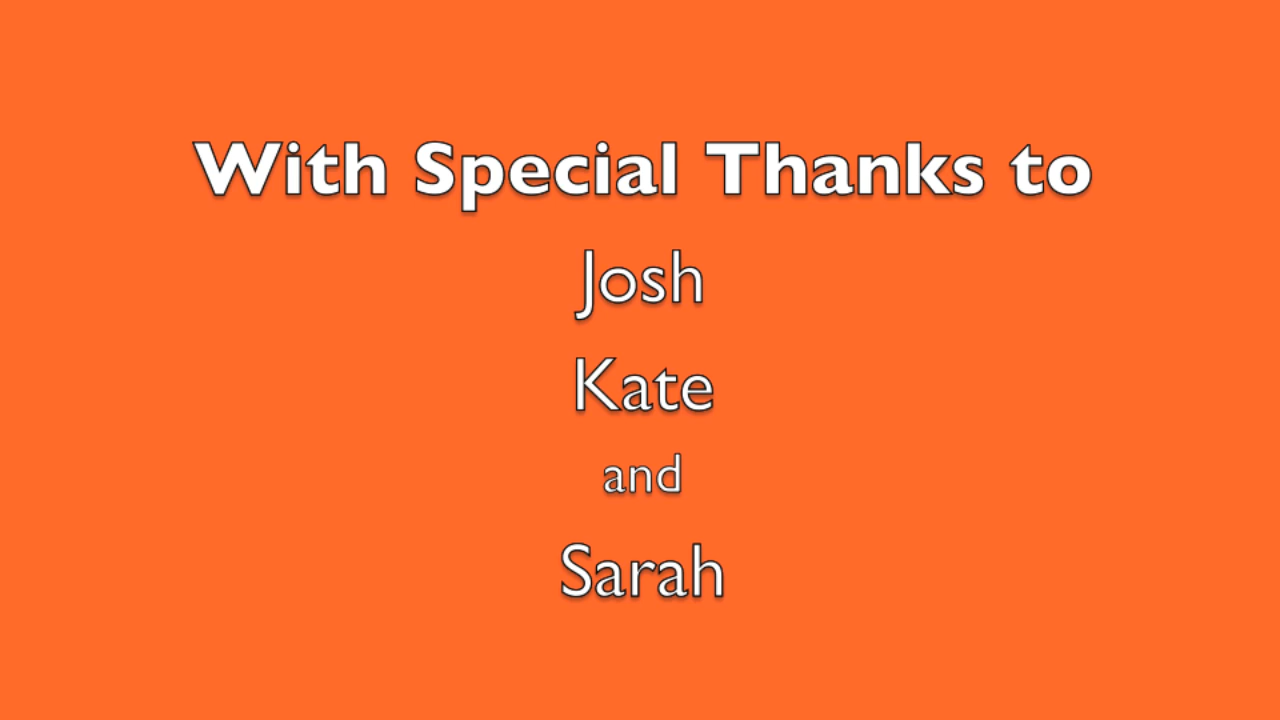 With Special Thanks to
Josh
Kate
and
Sarah